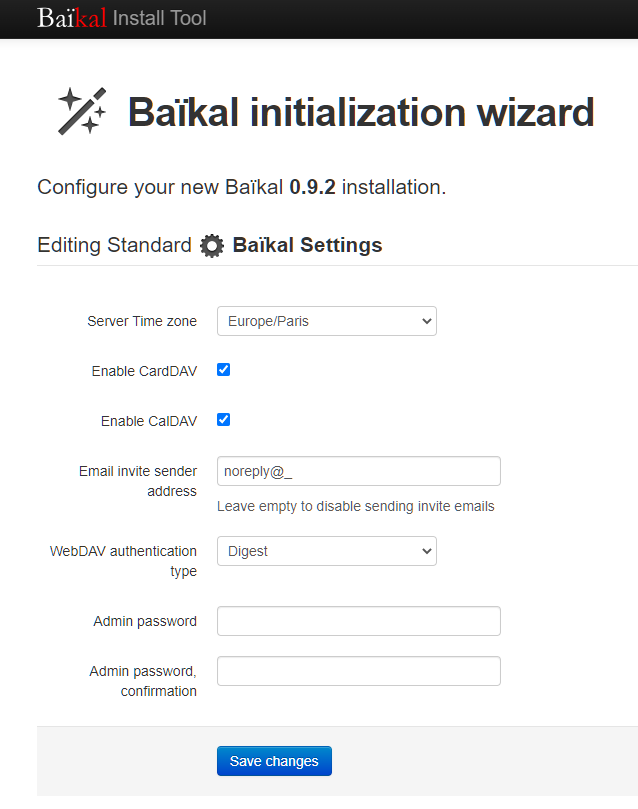 Baïkal Install Tool
Baïkal initialization wizard
Configure your new Baïkal 0.9.2 installation.
Editing Standard Baïkal Settings
Server Time zone Europe/Paris
Enable CardDAV
Enable CalDAV
Email invite sender noreply@_
address
Leave empty to disable sending invite emails
WebDAV authentication Digest
type
Admin password
Admin password,
confirmation
Save changes